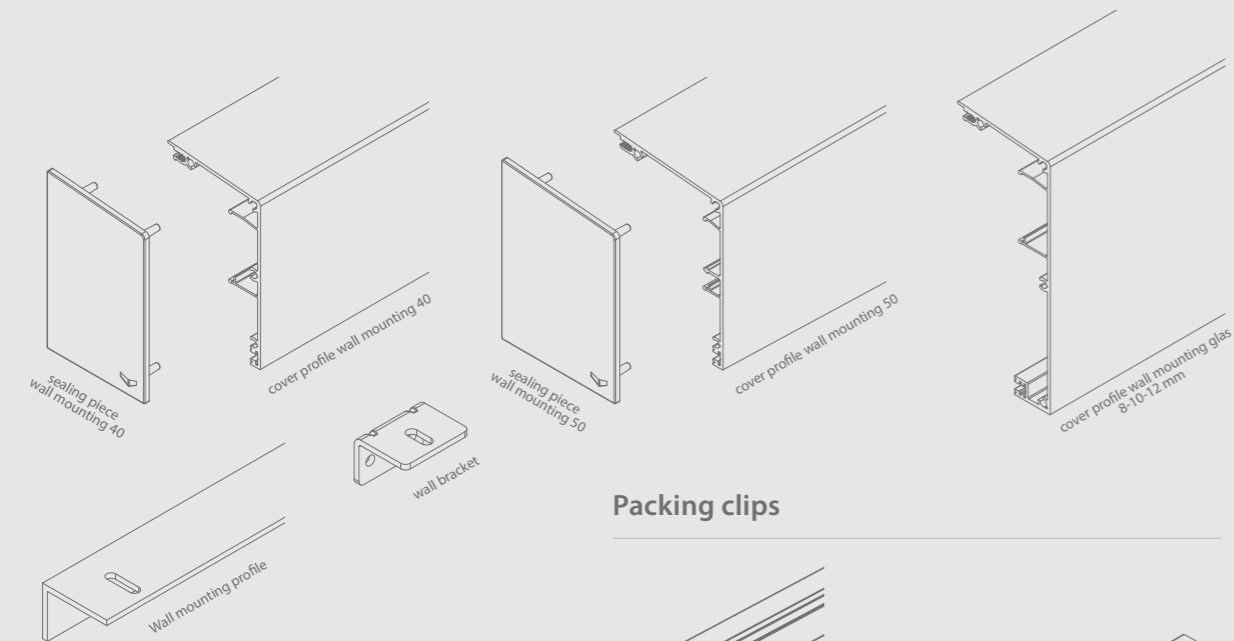 cover profile wall mounting 40
cover profile wall mounting 50
cover profile wall mounting glas
8-10-12 mm
sealing piece
wall mounting 40
sealing piece
wall mounting 50
wall bracket
Packing clips
Wall mounting profile